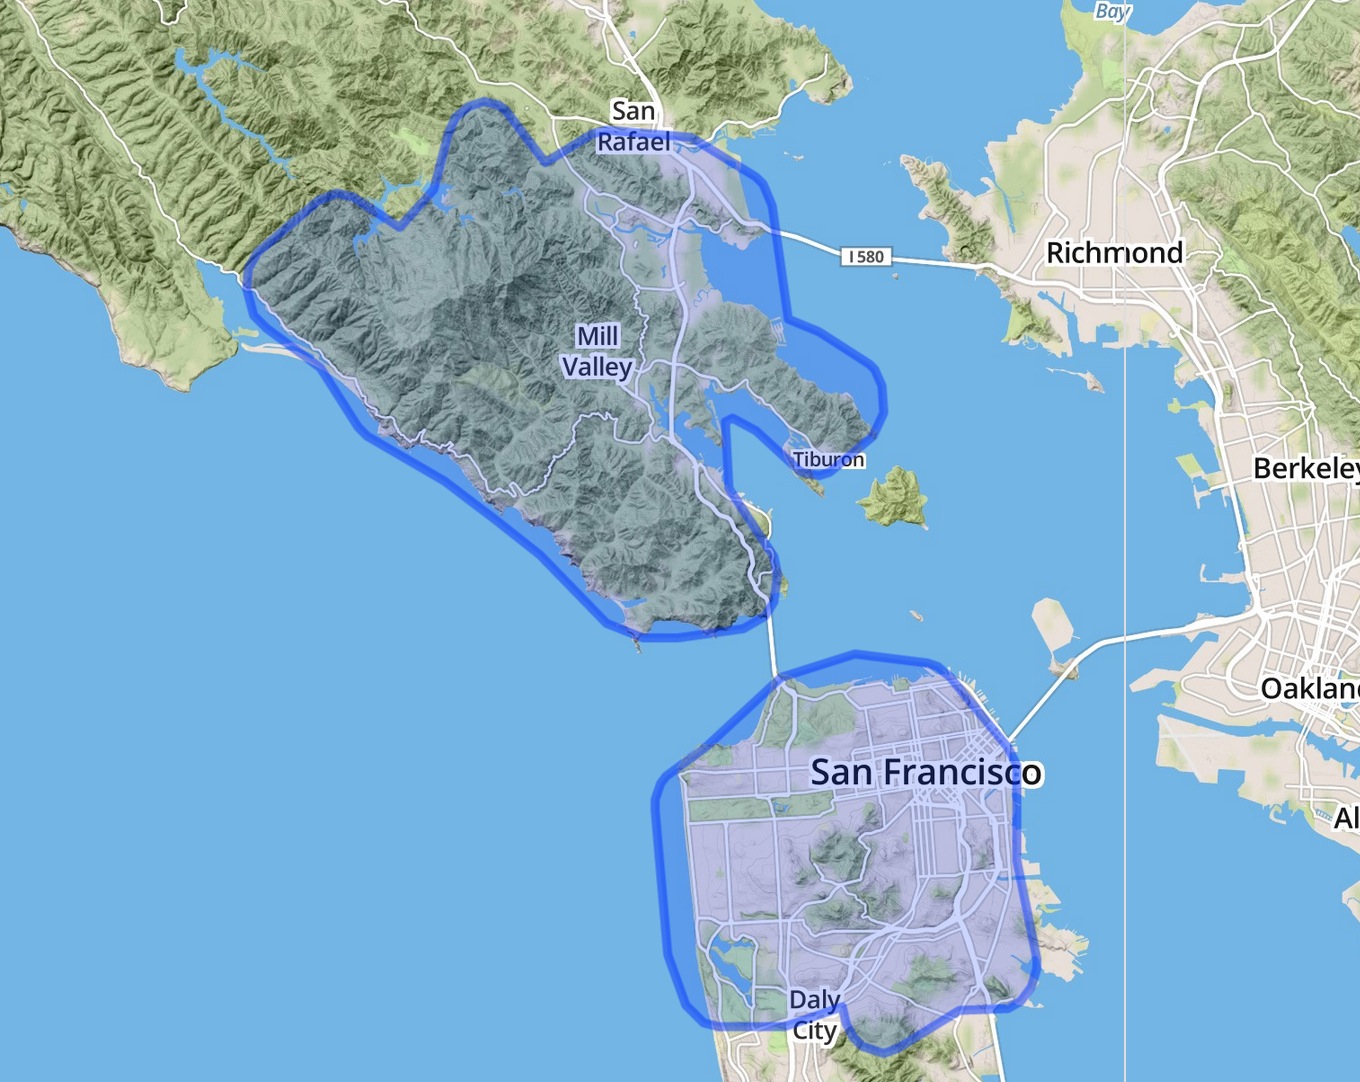 Bay
San
Rafael
Richmond
I 580
Mill
Valley
Tiburon
Berkeley
Oakland
San Francisco
Al
Daly
City